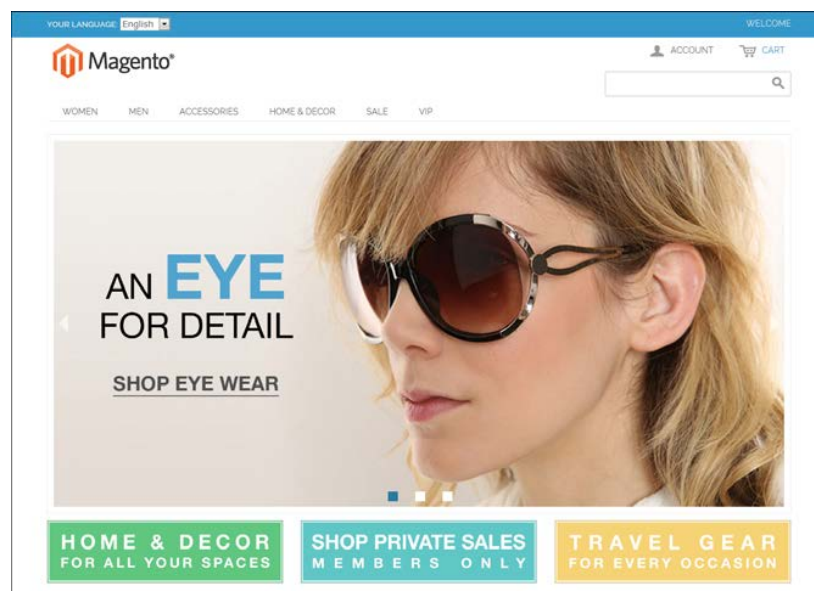 YOUR LANGUAGE: English WELCOME
Magento®
ACCOUNT CART
WOMEN MEN ACCESSORIES HOME & DECOR SALE VIP
AN EYE
FOR DETAIL
SHOP EYE WEAR
HOME & DECOR
FOR ALL YOUR SPACES
SHOP PRIVATE SALES
MEMBERS ONLY
TRAVEL GEAR
FOR EVERY OCCASION